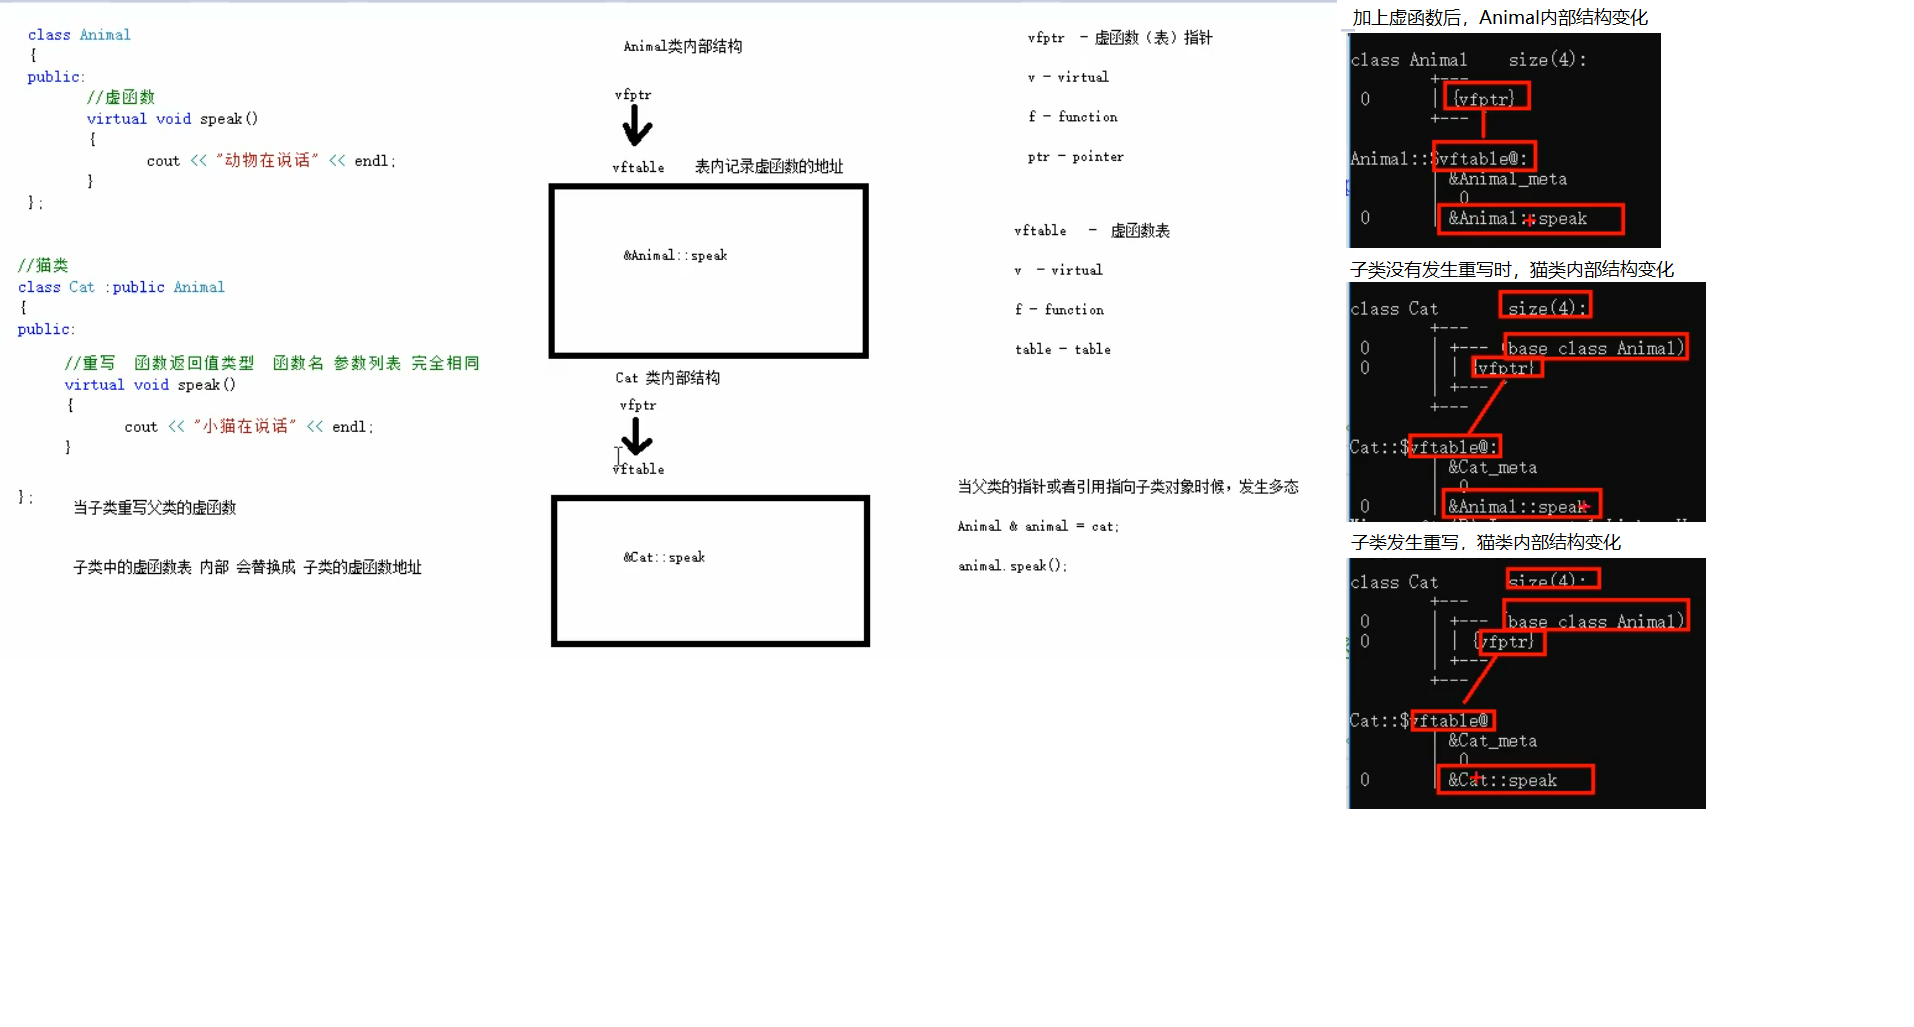 class Animal
{
public:
//虚函数
virtual void speak()
{
cout << "动物在说话" << endl;
}
};
//猫类
class Cat :public Animal
{
public:
//重写 函数返回值类型 函数名 参数列表 完全相同
virtual void speak()
{
cout << "小猫在说话" << endl;
}
};
当子类重写父类的虚函数
子类中的虚函数表 内部 会替换成 子类的虚函数地址
Animal类内部结构
vfptr
vftable 表内记录虚函数的地址
&Animal::speak
Cat 类内部结构
vfptr
vftable
&Cat::speak
vfptr - 虚函数（表）指针
v - virtual
f - function
ptr - pointer
vftable - 虚函数表
v - virtual
f - function
table - table
当父类的指针或者引用指向子类对象时候，发生多态
Animal & animal = cat;
animal.speak();
加上虚函数后，Animal内部结构变化
class Animal size(4):
+---
0 | {vfptr}
+---
Animal::$vftable@:
| &Animal_meta
| 0
0 | &Animal::speak
子类没有发生重写时，猫类内部结构变化
class Cat size(4):
+---
0 | +--- (base class Animal)
0 | | {vfptr}
| +---
+---
Cat::$vftable@:
| &Cat_meta
| 0
0 | &Animal::speak
子类发生重写，猫类内部结构变化
class Cat size(4):
+---
0 | +--- (base class Animal)
0 | | {vfptr}
| +---
+---
Cat::$vftable@
| &Cat_meta
| 0
0 | &Cat::speak